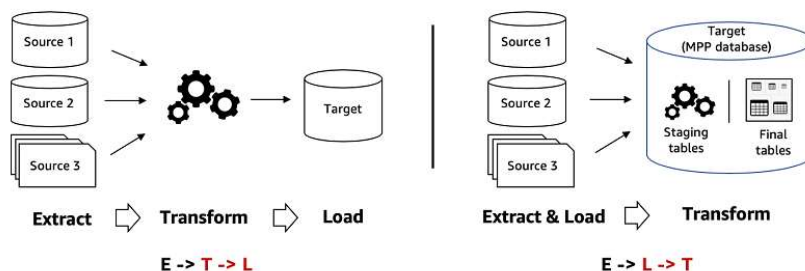 Source 1
Source 2
Source 3
Target
Extract
Transform
Load
E -> T -> L
Source 1
Source 2
Source 3
Target
(MPP database)
Staging
tables
Final
tables
Extract & Load
Transform
E -> L -> T